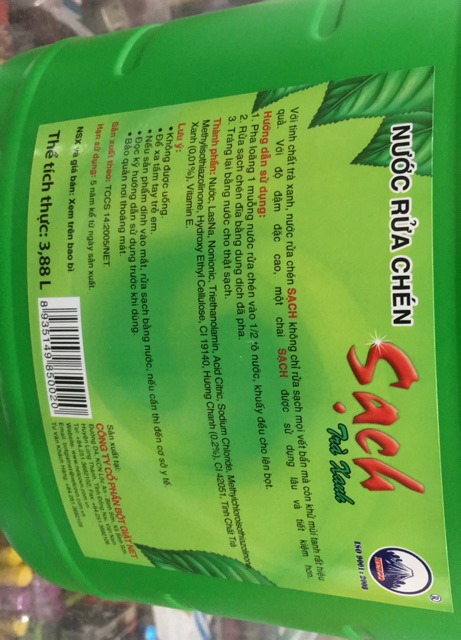 NƯỚC RỬA CHÉN
SẠCH
Trà Xanh
®
NETCO
ISO 9001 : 2008
Với tinh chất trà xanh, nước rửa chén SẠCH không chỉ rửa sạch mọi vết bẩn mà còn khử mùi tanh rất hiệu
quả. Với độ đậm đặc cao, một chai SẠCH được sử dụng lâu và tiết kiệm hơn.
Hướng dẫn sử dụng:
1. Pha loãng 1 muỗng nước rửa chén vào 1/2 tô nước, khuấy đều cho lên bọt.
2. Rửa sạch chén dĩa bằng dung dịch đã pha.
3. Tráng lại bằng nước cho thật sạch.
Thành phần: Nước, LasNa, Nonionic, Triethanolamin, Acid Citric, Sodium Chloride, Methylchloroisothiazolinone,
Methylisothiazolinone, Hydroxy Ethyl Cellulose, CI 19140, Hương Chanh (0,2%), CI 42051, Tinh Chất Trà
Xanh (0,01%), Vitamin E.
Lưu ý:
• Không được uống.
• Để xa tầm tay trẻ em.
• Nếu sản phẩm dính vào mắt, rửa sạch bằng nước, nếu cần thì đến cơ sở y tế.
• Đọc kỹ hướng dẫn sử dụng trước khi dùng.
• Bảo quản nơi thoáng mát.
Sản xuất theo: TCCS 14:2005/NET
Hạn sử dụng: 5 năm kể từ ngày sản xuất.
NSX và giá bán: Xem trên bao bì
Thể tích thực: 3,88 L
8 935149 850020
Sản xuất tại:
CÔNG TY CỔ PHẦN BỘT GIẶT NET